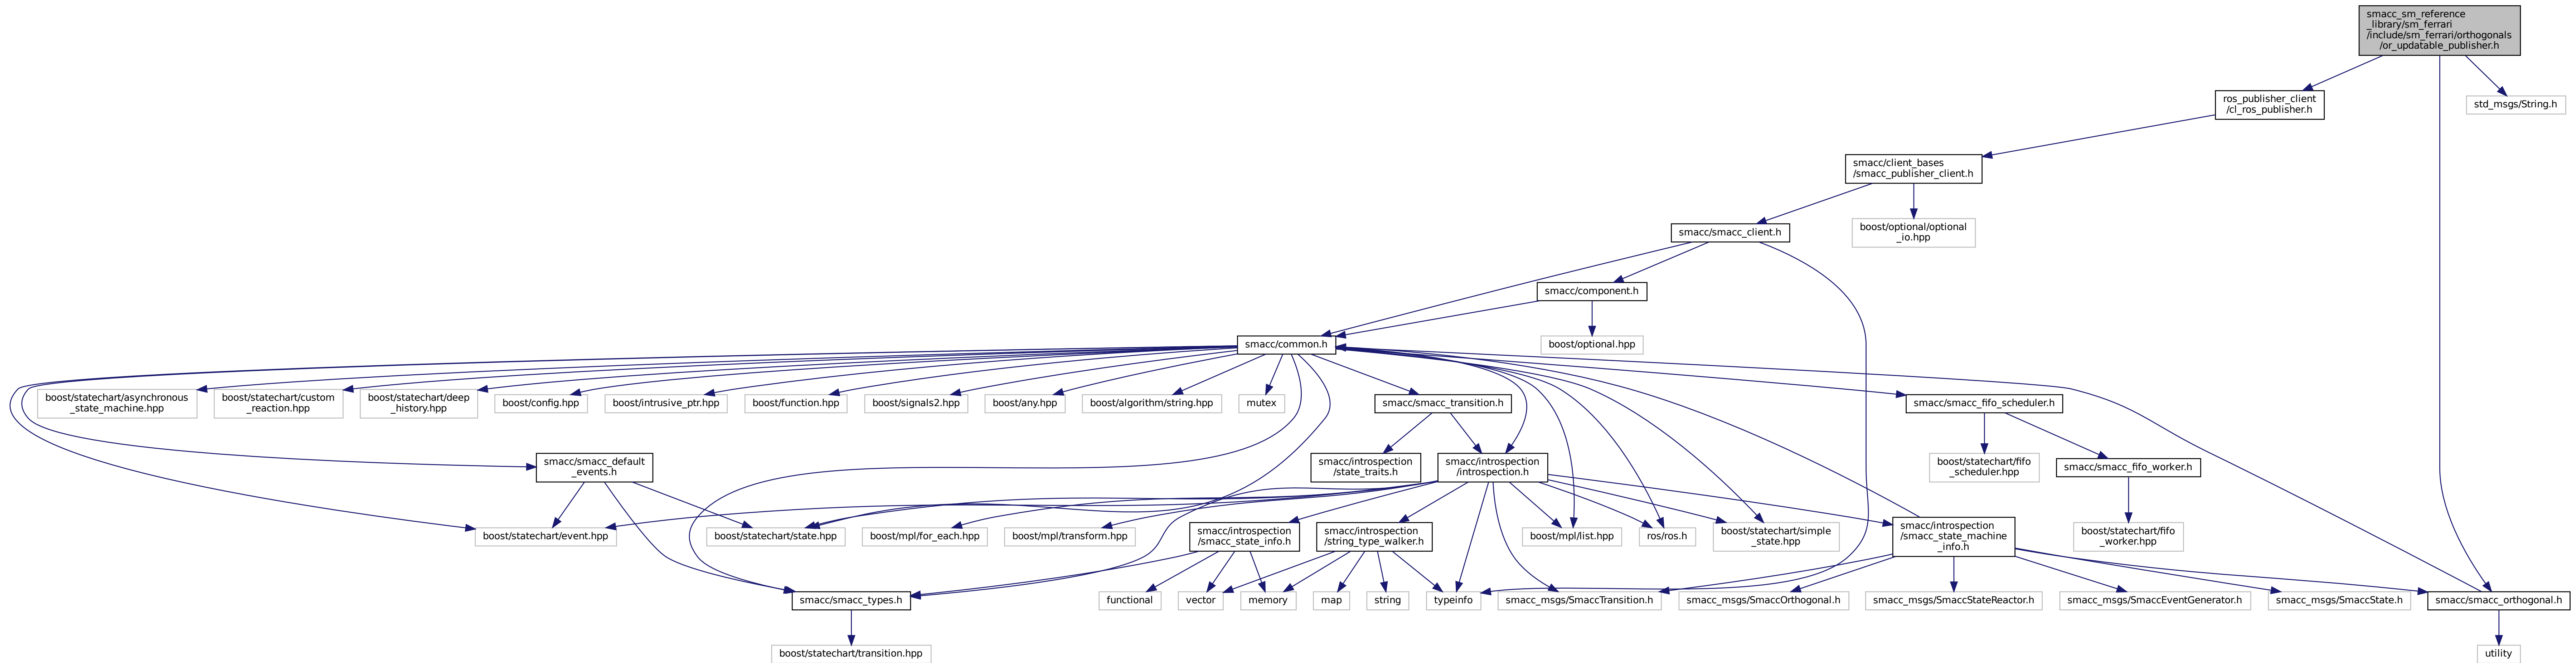 smacc_sm_reference
_library/sm_ferrari
/include/sm_ferrari/orthogonals
/or_updatable_publisher.h
ros_publisher_client
/cl_ros_publisher.h
std_msgs/String.h
smacc/client_bases
/smacc_publisher_client.h
smacc/smacc_client.h
boost/optional/optional
_io.hpp
smacc/component.h
smacc/common.h
boost/optional.hpp
boost/statechart/asynchronous
_state_machine.hpp
boost/statechart/custom
_reaction.hpp
boost/statechart/deep
_history.hpp
boost/config.hpp
boost/intrusive_ptr.hpp
boost/function.hpp
boost/signals2.hpp
boost/any.hpp
boost/algorithm/string.hpp
mutex
smacc/smacc_transition.h
smacc/smacc_fifo_scheduler.h
smacc/smacc_default
_events.h
smacc/introspection
/state_traits.h
smacc/introspection
/introspection.h
boost/statechart/fifo
_scheduler.hpp
smacc/smacc_fifo_worker.h
boost/statechart/event.hpp
boost/statechart/state.hpp
boost/mpl/for_each.hpp
boost/mpl/transform.hpp
smacc/introspection
/smacc_state_info.h
smacc/introspection
/string_type_walker.h
boost/mpl/list.hpp
ros/ros.h
boost/statechart/simple
_state.hpp
smacc/introspection
/smacc_state_machine
_info.h
boost/statechart/fifo
_worker.hpp
smacc/smacc_types.h
functional
vector
memory
map
string
typeinfo
smacc_msgs/SmaccTransition.h
smacc_msgs/SmaccOrthogonal.h
smacc_msgs/SmaccStateReactor.h
smacc_msgs/SmaccEventGenerator.h
smacc_msgs/SmaccState.h
smacc/smacc_orthogonal.h
boost/statechart/transition.hpp
utility